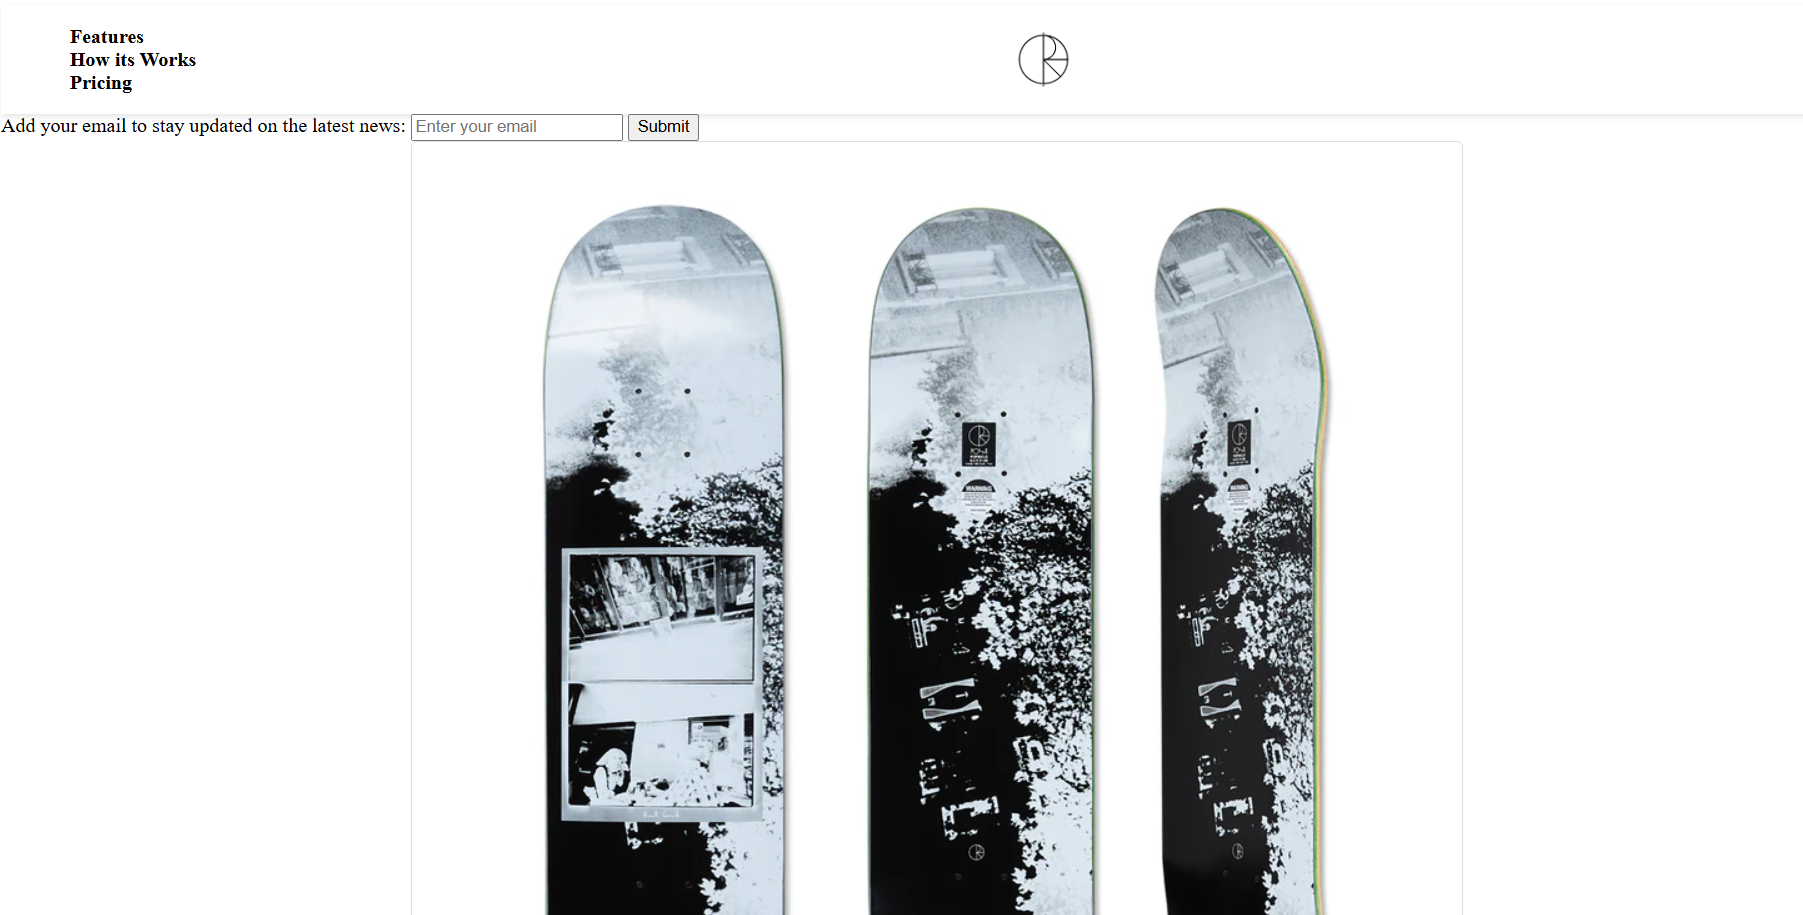 Features
How its Works
Pricing
Add your email to stay updated on the latest news: Enter your email Submit
WARNING
WARNING